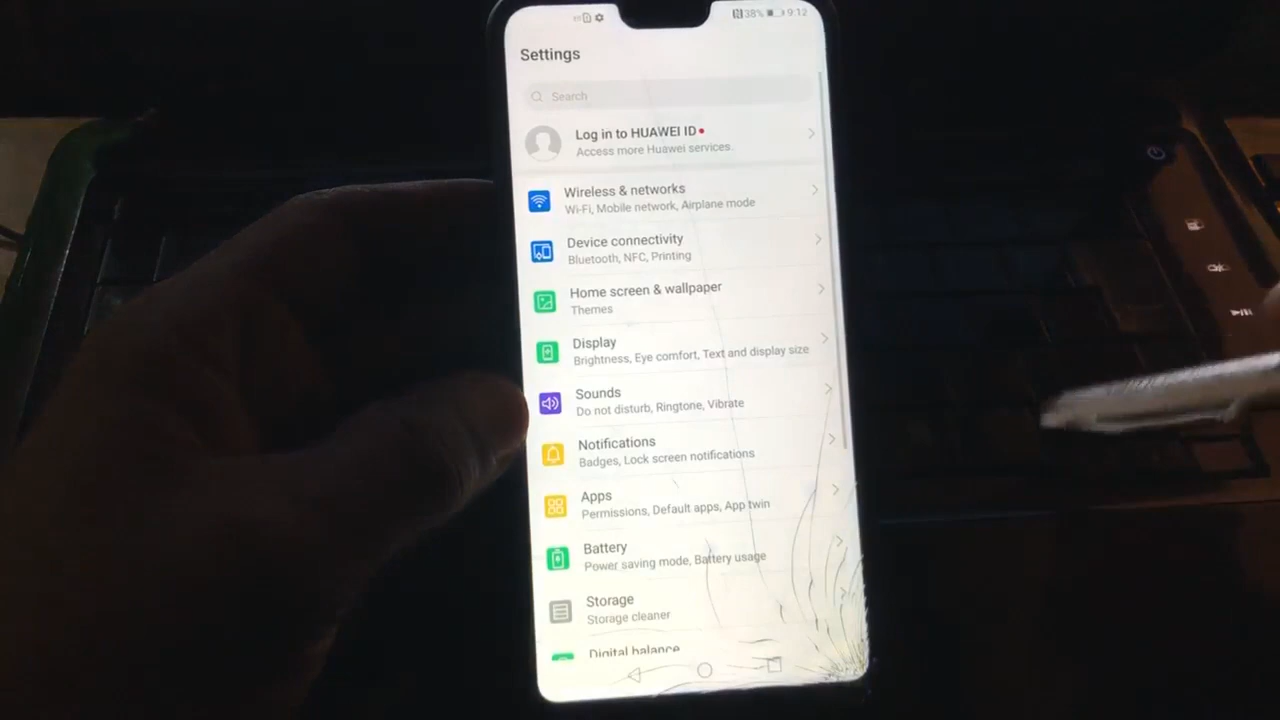 38% 9:12
Settings
Search
Log in to HUAWEI ID
Access more Huawei services.
Wireless & networks
Wi-Fi, Mobile network, Airplane mode
Device connectivity
Bluetooth, NFC, Printing
Home screen & wallpaper
Themes
Display
Brightness, Eye comfort, Text and display size
Sounds
Do not disturb, Ringtone, Vibrate
Notifications
Badges, Lock screen notifications
Apps
Permissions, Default apps, App twin
Battery
Power saving mode, Battery usage
Storage
Storage cleaner
Digital balance